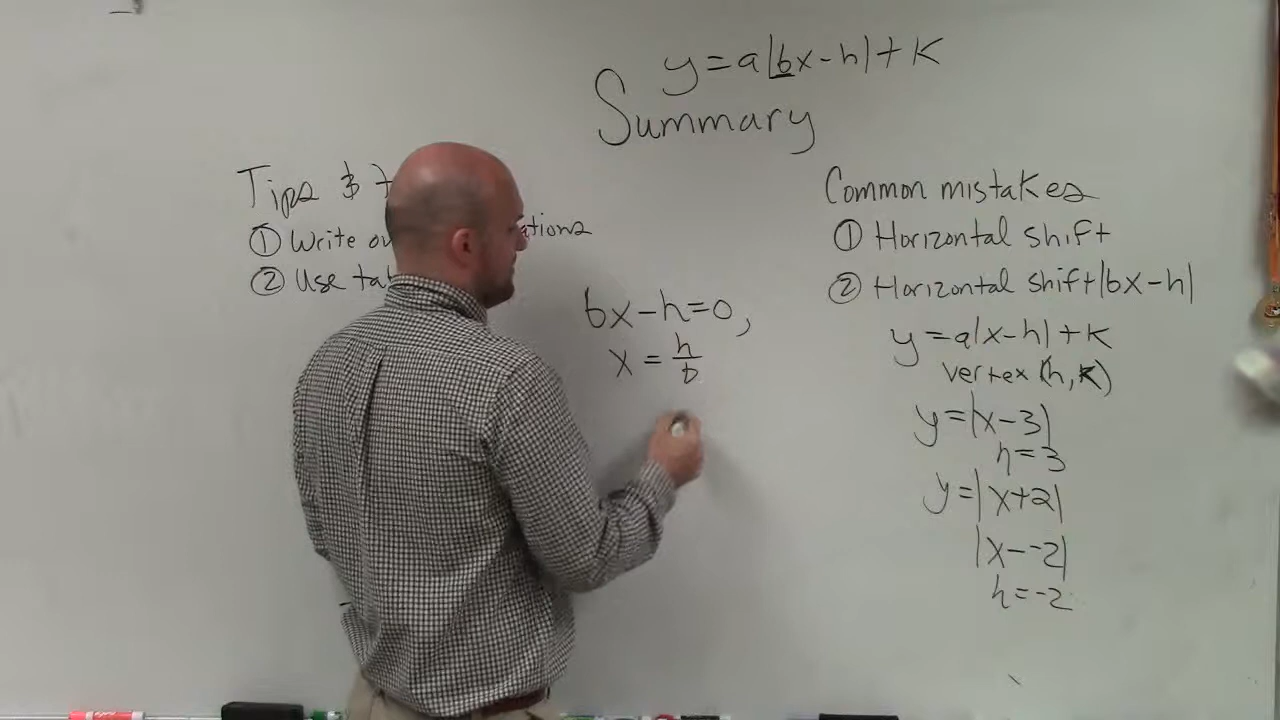 y = a|bx-h| + k
Summary
Tips &
① Write
② Use
bx-h=0,
x = h/b
Common mistakes
① Horizontal shift
② Horizontal shift |bx-h|
y = a|x-h| + k
vertex (h, k)
y = |x-3|
h = 3
y = |x+2|
|x--2|
h = -2